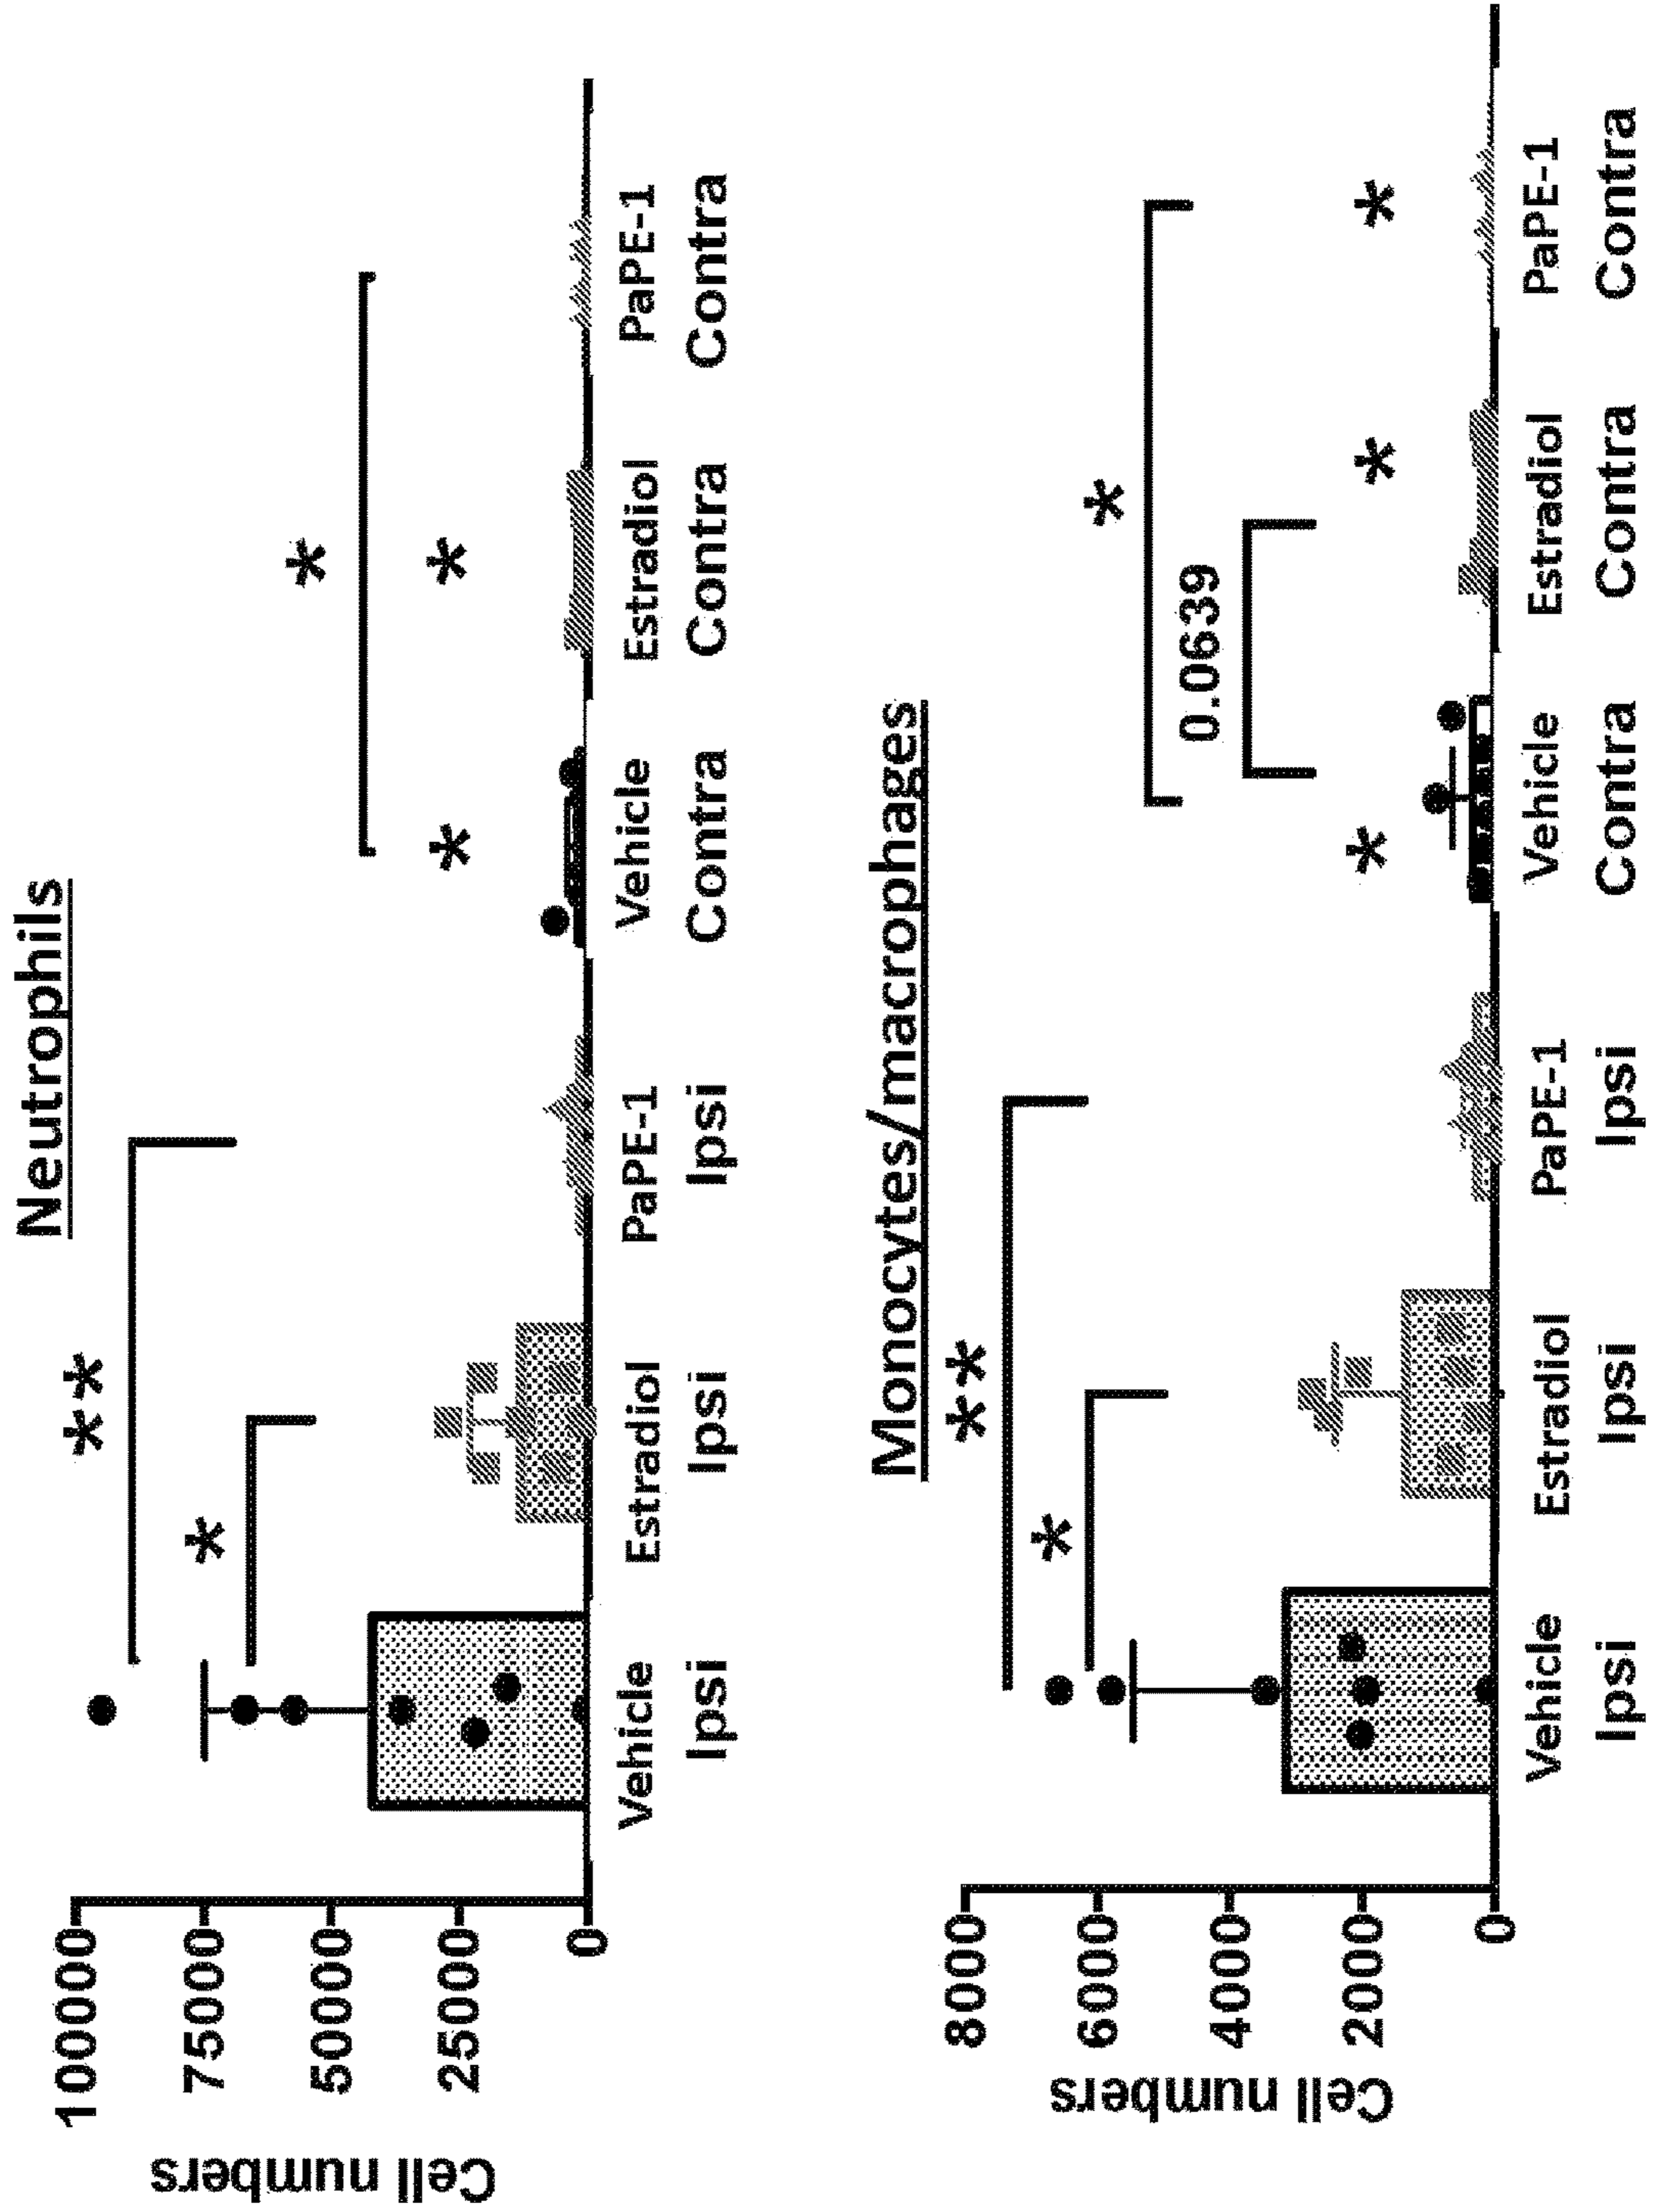 Neutrophils
**
*
*
*
*
100000
75000
50000
25000
0
Cell numbers
Vehicle Estradiol PaPE-1 Vehicle Estradiol PaPE-1
Ipsi Ipsi Ipsi Contra Contra Contra
Monocytes/macrophages
**
*
*
0.0639
*
*
*
8000
6000
4000
2000
0
Cell numbers
Vehicle Estradiol PaPE-1 Vehicle Estradiol PaPE-1
Ipsi Ipsi Ipsi Contra Contra Contra